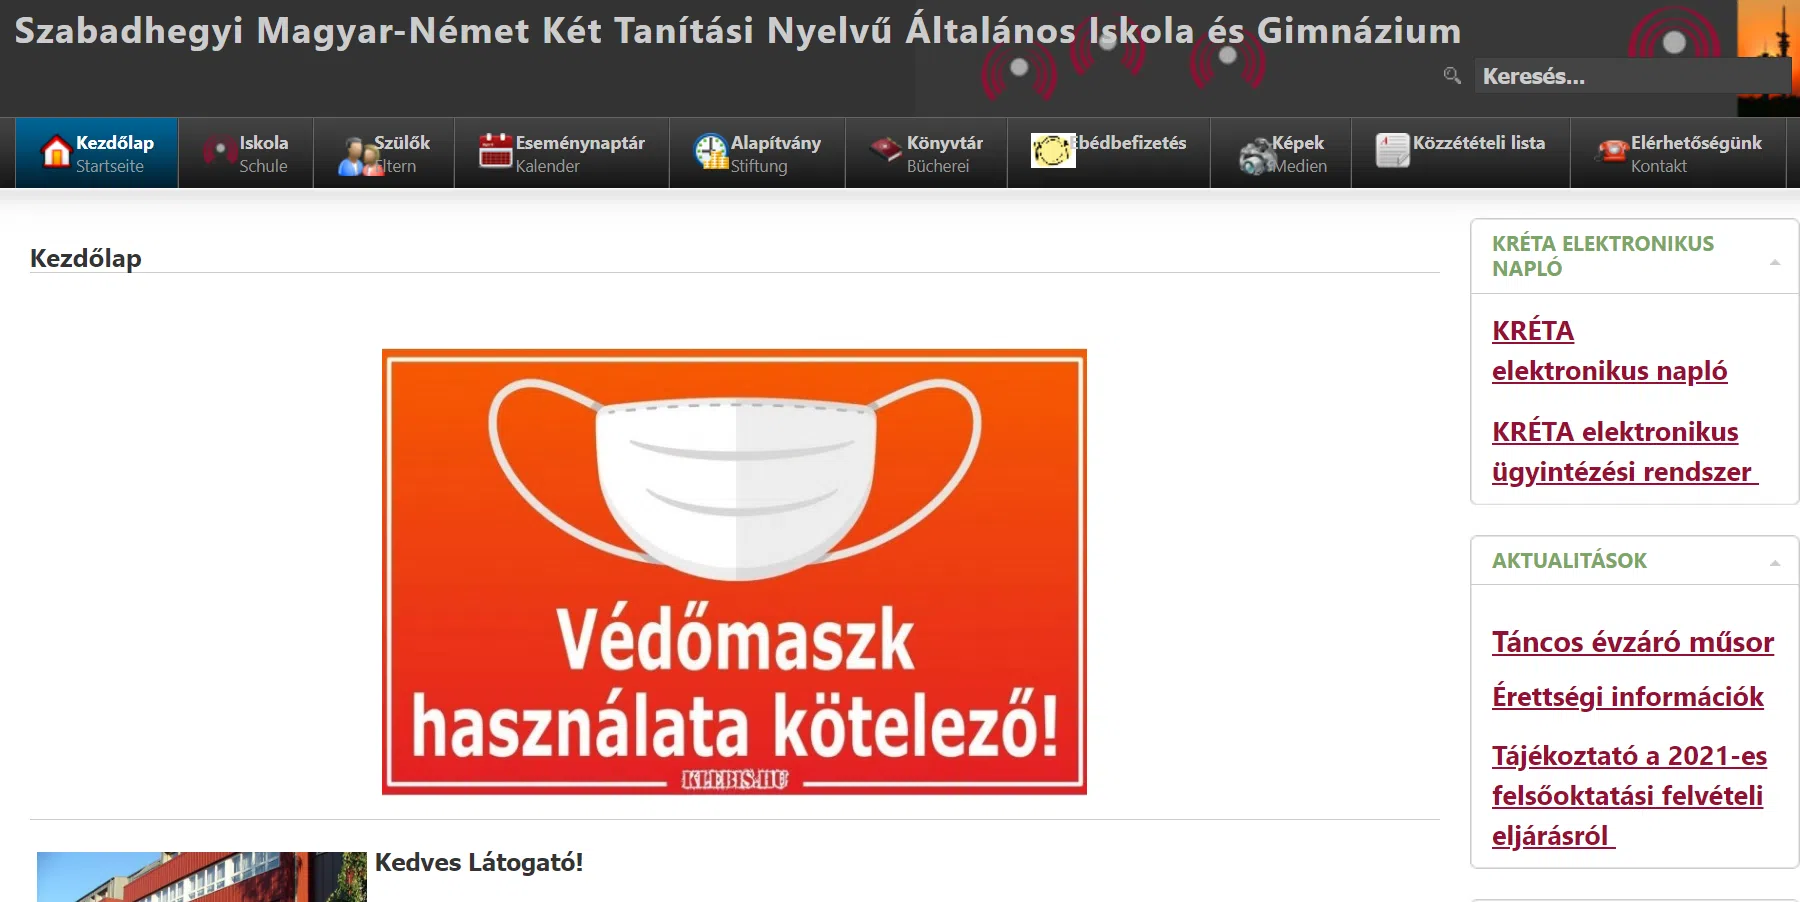 Szabadhegyi Magyar-Német Két Tanítási Nyelvű Általános Iskola és Gimnázium
Keresés...
Kezdőlap
Startseite
Iskola
Schule
Szülők
Eltern
Eseménynaptár
Kalender
Alapítvány
Stiftung
Könyvtár
Bücherei
Ebédbefizetés
Képek
Medien
Közzétételi lista
Elérhetőségünk
Kontakt
Kezdőlap
Védőmaszk
használata kötelező!
KLEBIS.HU
Kedves Látogató!
KRÉTA ELEKTRONIKUS
NAPLÓ
KRÉTA
elektronikus napló
KRÉTA elektronikus
ügyintézési rendszer
AKTUALITÁSOK
Táncos évzáró műsor
Érettségi információk
Tájékoztató a 2021-es
felsőoktatási felvételi
eljárásról